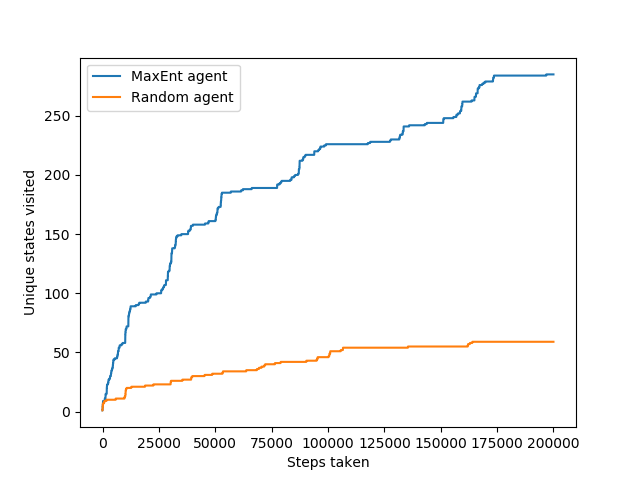 MaxEnt agent
Random agent
Unique states visited
250
200
150
100
50
0
0 25000 50000 75000 100000 125000 150000 175000 200000
Steps taken